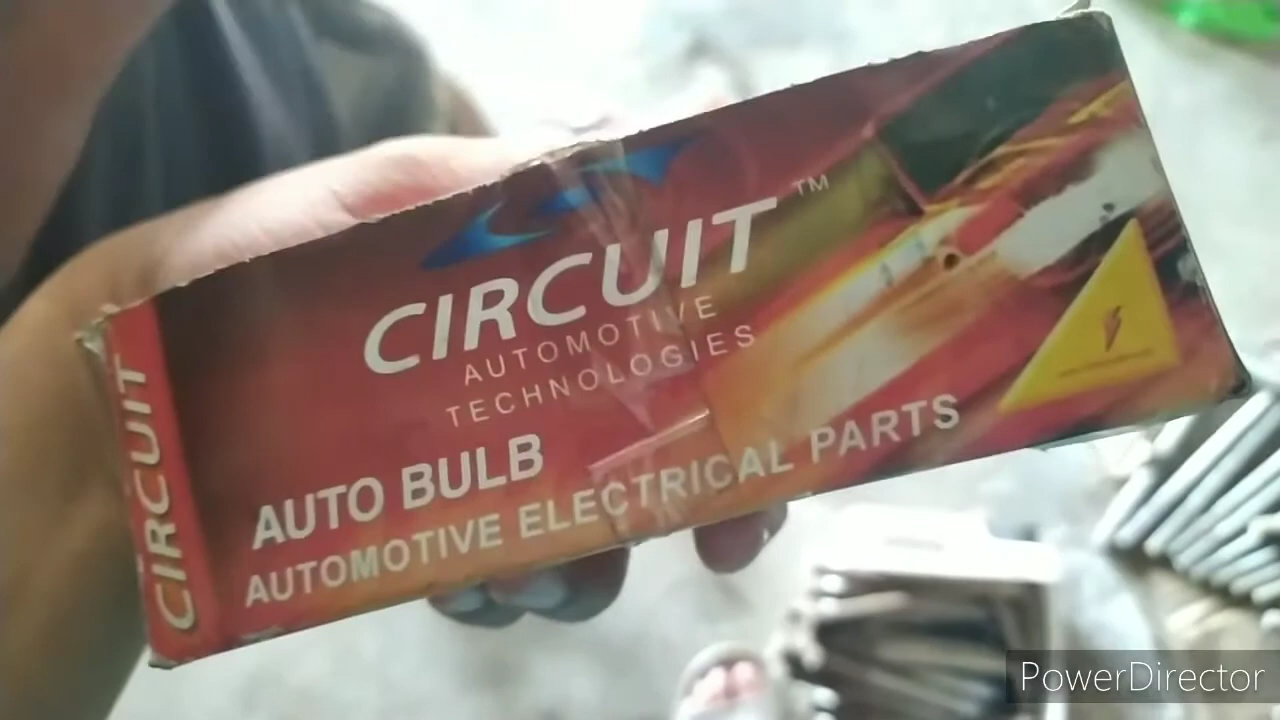 CIRCUIT
CIRCUIT™
AUTOMOTIVE
TECHNOLOGIES
AUTO BULB
AUTOMOTIVE ELECTRICAL PARTS
PowerDirector